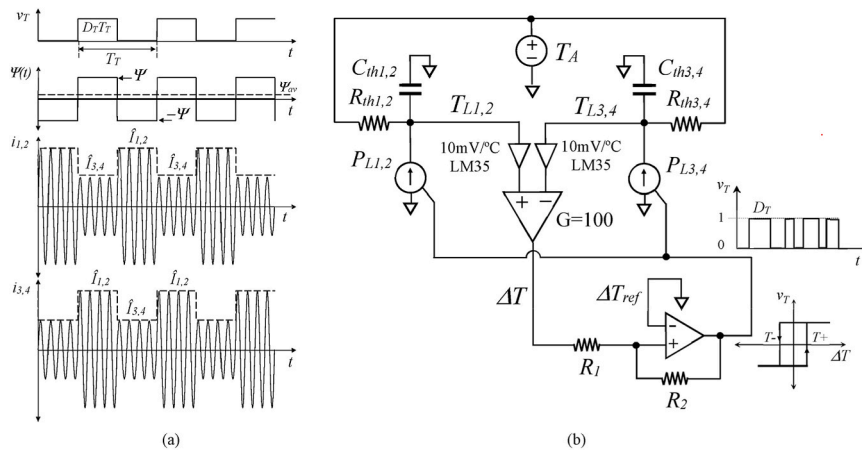 v_T
D_T T_T
T_T
t
Ψ(t)
Ψ
Ψ_av
-Ψ
t
i_1,2
Î_1,2
Î_3,4
Î_3,4
t
i_3,4
Î_1,2
Î_1,2
Î_3,4
t
(a)
T_A
C_th1,2
C_th3,4
R_th1,2
R_th3,4
T_L1,2
T_L3,4
10mV/ºC
LM35
10mV/ºC
LM35
P_L1,2
P_L3,4
+ −
G=100
v_T
1
D_T
0
t
ΔT
ΔT_ref
-
+
R_1
R_2
v_T
T-
T+
ΔT
(b)